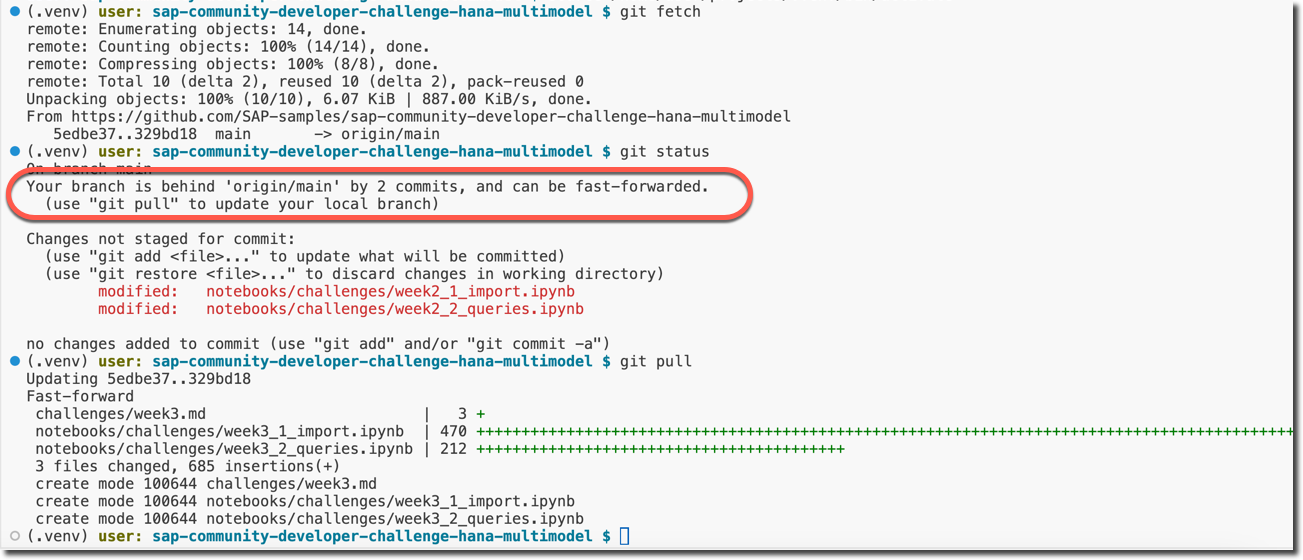 (.venv) user: sap-community-developer-challenge-hana-multimodel $ git fetch
remote: Enumerating objects: 14, done.
remote: Counting objects: 100% (14/14), done.
remote: Compressing objects: 100% (8/8), done.
remote: Total 10 (delta 2), reused 10 (delta 2), pack-reused 0
Unpacking objects: 100% (10/10), 6.07 KiB | 887.00 KiB/s, done.
From https://github.com/SAP-samples/sap-community-developer-challenge-hana-multimodel
   5edbe37..329bd18  main       -> origin/main
(.venv) user: sap-community-developer-challenge-hana-multimodel $ git status
On branch main
Your branch is behind 'origin/main' by 2 commits, and can be fast-forwarded.
  (use "git pull" to update your local branch)
Changes not staged for commit:
  (use "git add <file>..." to update what will be committed)
  (use "git restore <file>..." to discard changes in working directory)
        modified:   notebooks/challenges/week2_1_import.ipynb
        modified:   notebooks/challenges/week2_2_queries.ipynb
no changes added to commit (use "git add" and/or "git commit -a")
(.venv) user: sap-community-developer-challenge-hana-multimodel $ git pull
Updating 5edbe37..329bd18
Fast-forward
 challenges/week3.md                        |   3 +
 notebooks/challenges/week3_1_import.ipynb  | 470 +++++++++++++++++++++++++++++++++++++++++++++++++++++++++++++++++++++++++++++++++++++++++++
 notebooks/challenges/week3_2_queries.ipynb | 212 +++++++++++++++++++++++++++++++++++++++++
 3 files changed, 685 insertions(+)
 create mode 100644 challenges/week3.md
 create mode 100644 notebooks/challenges/week3_1_import.ipynb
 create mode 100644 notebooks/challenges/week3_2_queries.ipynb
(.venv) user: sap-community-developer-challenge-hana-multimodel $